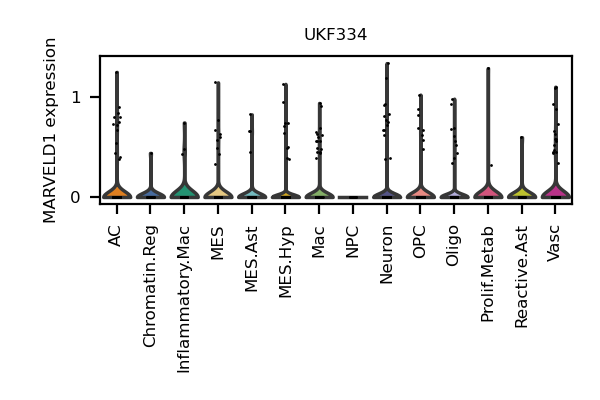 UKF334
MARVELD1 expression
1
0
AC
Chromatin.Reg
Inflammatory.Mac
MES
MES.Ast
MES.Hyp
Mac
NPC
Neuron
OPC
Oligo
Prolif.Metab
Reactive.Ast
Vasc